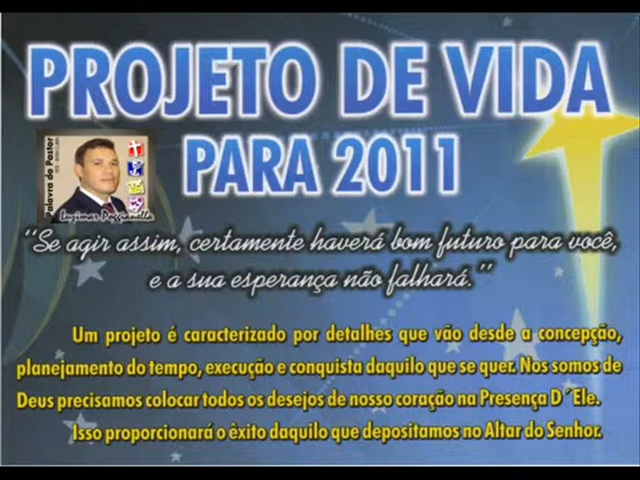 PROJETO DE VIDA
PARA 2011
Palavra do Pastor
"Se agir assim, certamente haverá bom futuro para você,
e a sua esperança não falhará."
Um projeto é caracterizado por detalhes que vão desde a concepção,
planejamento do tempo, execução e conquista daquilo que se quer. Nos somos de
Deus precisamos colocar todos os desejos de nosso coração na Presença D´Ele.
Isso proporcionará o êxito daquilo que depositamos no Altar do Senhor.